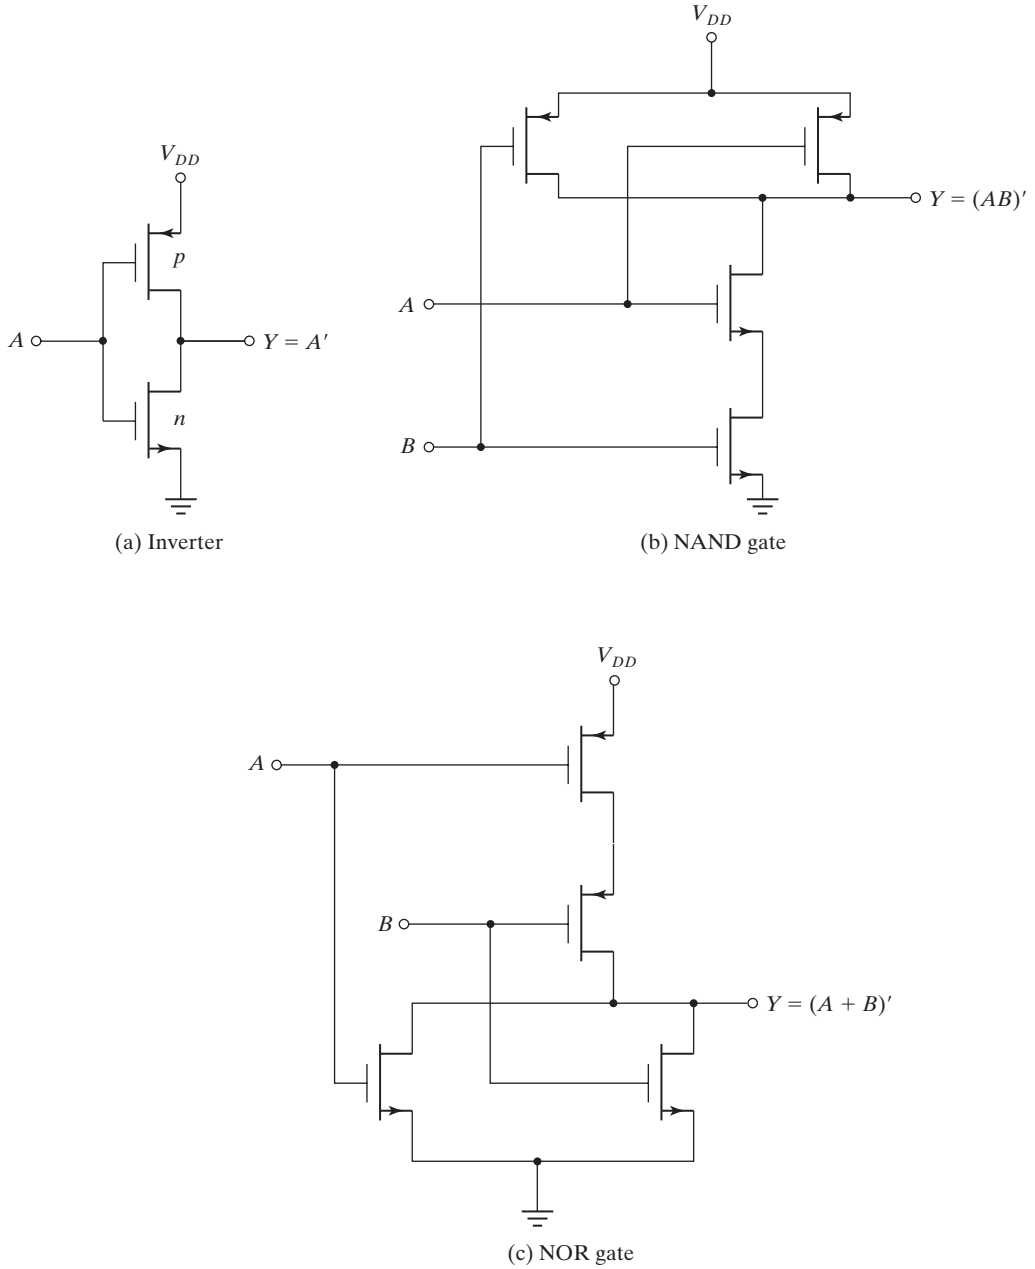 V_DD
p
A
Y = A′
n
(a) Inverter
V_DD
Y = (AB)′
A
B
(b) NAND gate
V_DD
A
B
Y = (A + B)′
(c) NOR gate